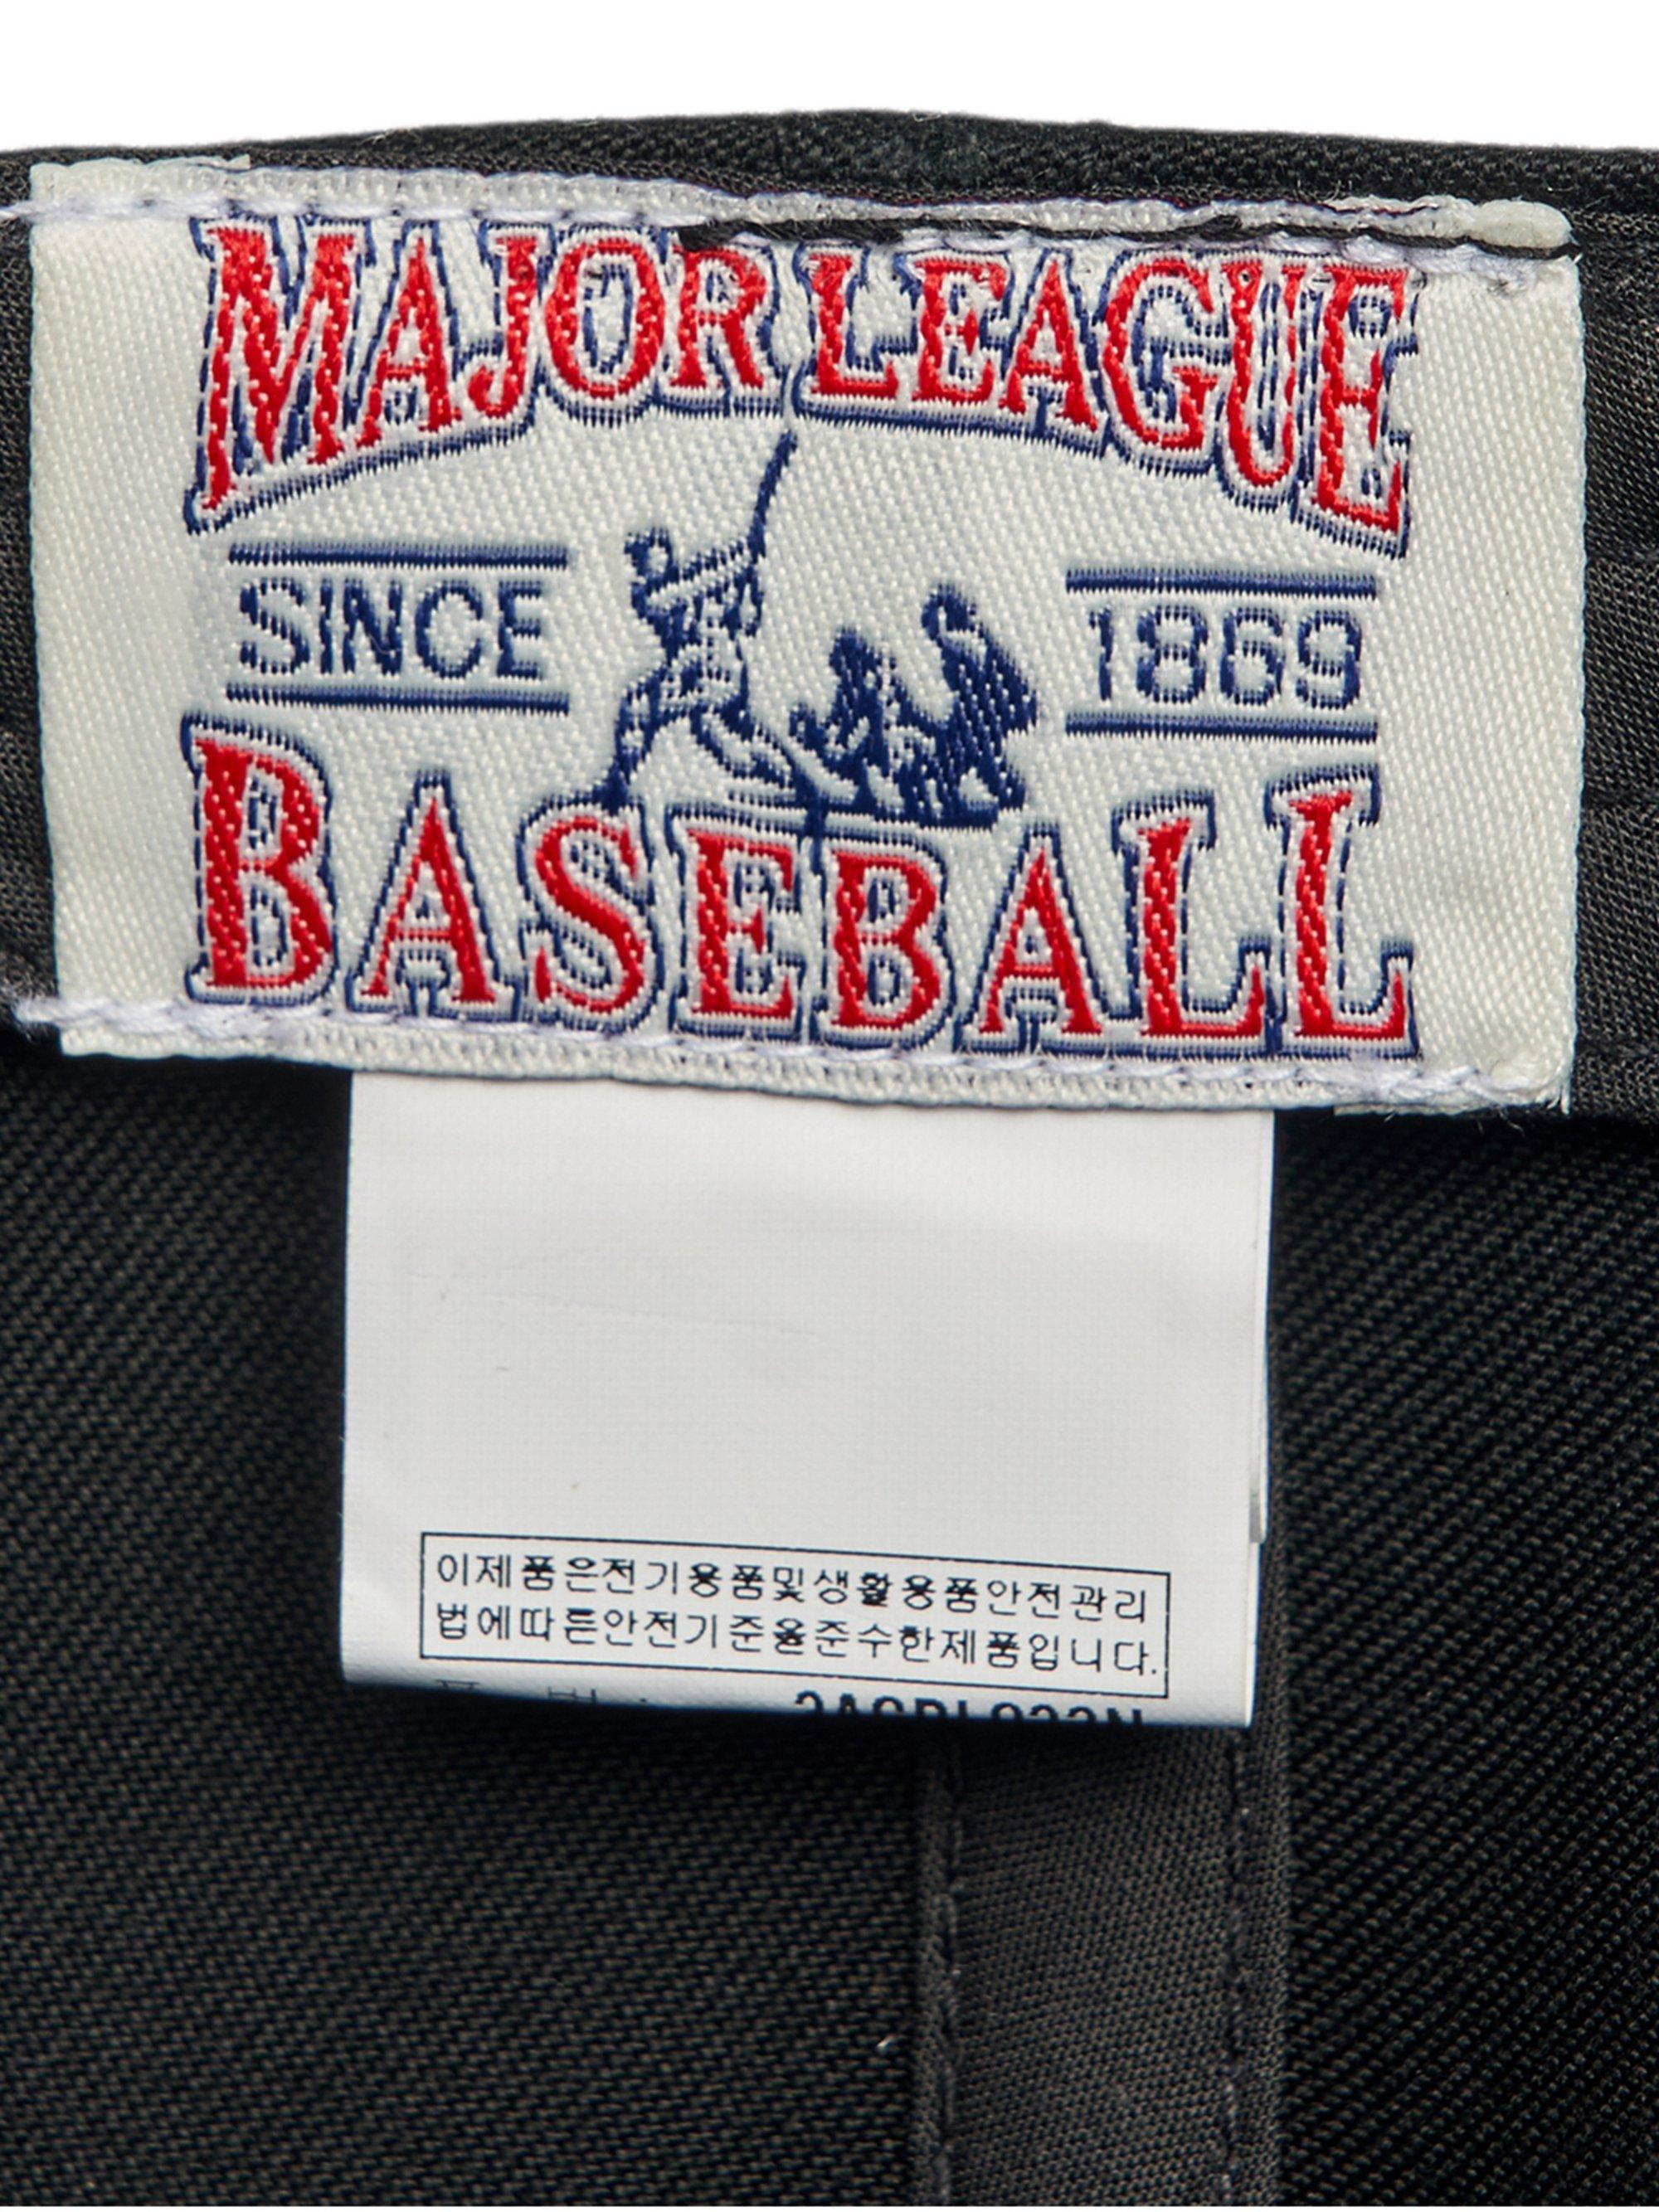 MAJOR LEAGUE
SINCE 1869
BASEBALL
이제품은전기용품및생활용품안전관리
법에따른안전기준을준수한제품입니다.